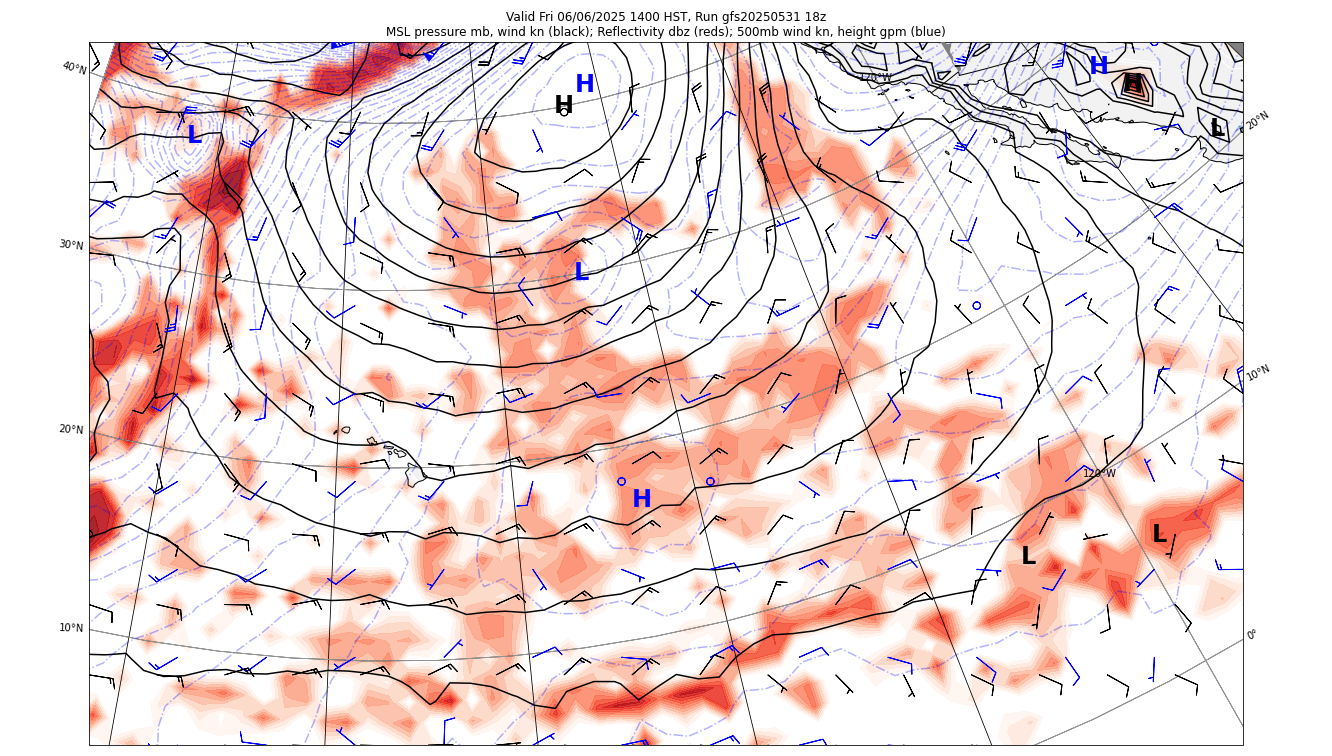 Valid Fri 06/06/2025 1400 HST, Run gfs20250531 18z
MSL pressure mb, wind kn (black); Reflectivity dbz (reds); 500mb wind kn, height gpm (blue)
40°N
120°W
H
H
H
H
L
L
20°N
30°N
L
20°N
10°N
H
120°W
L
L
10°N
0°